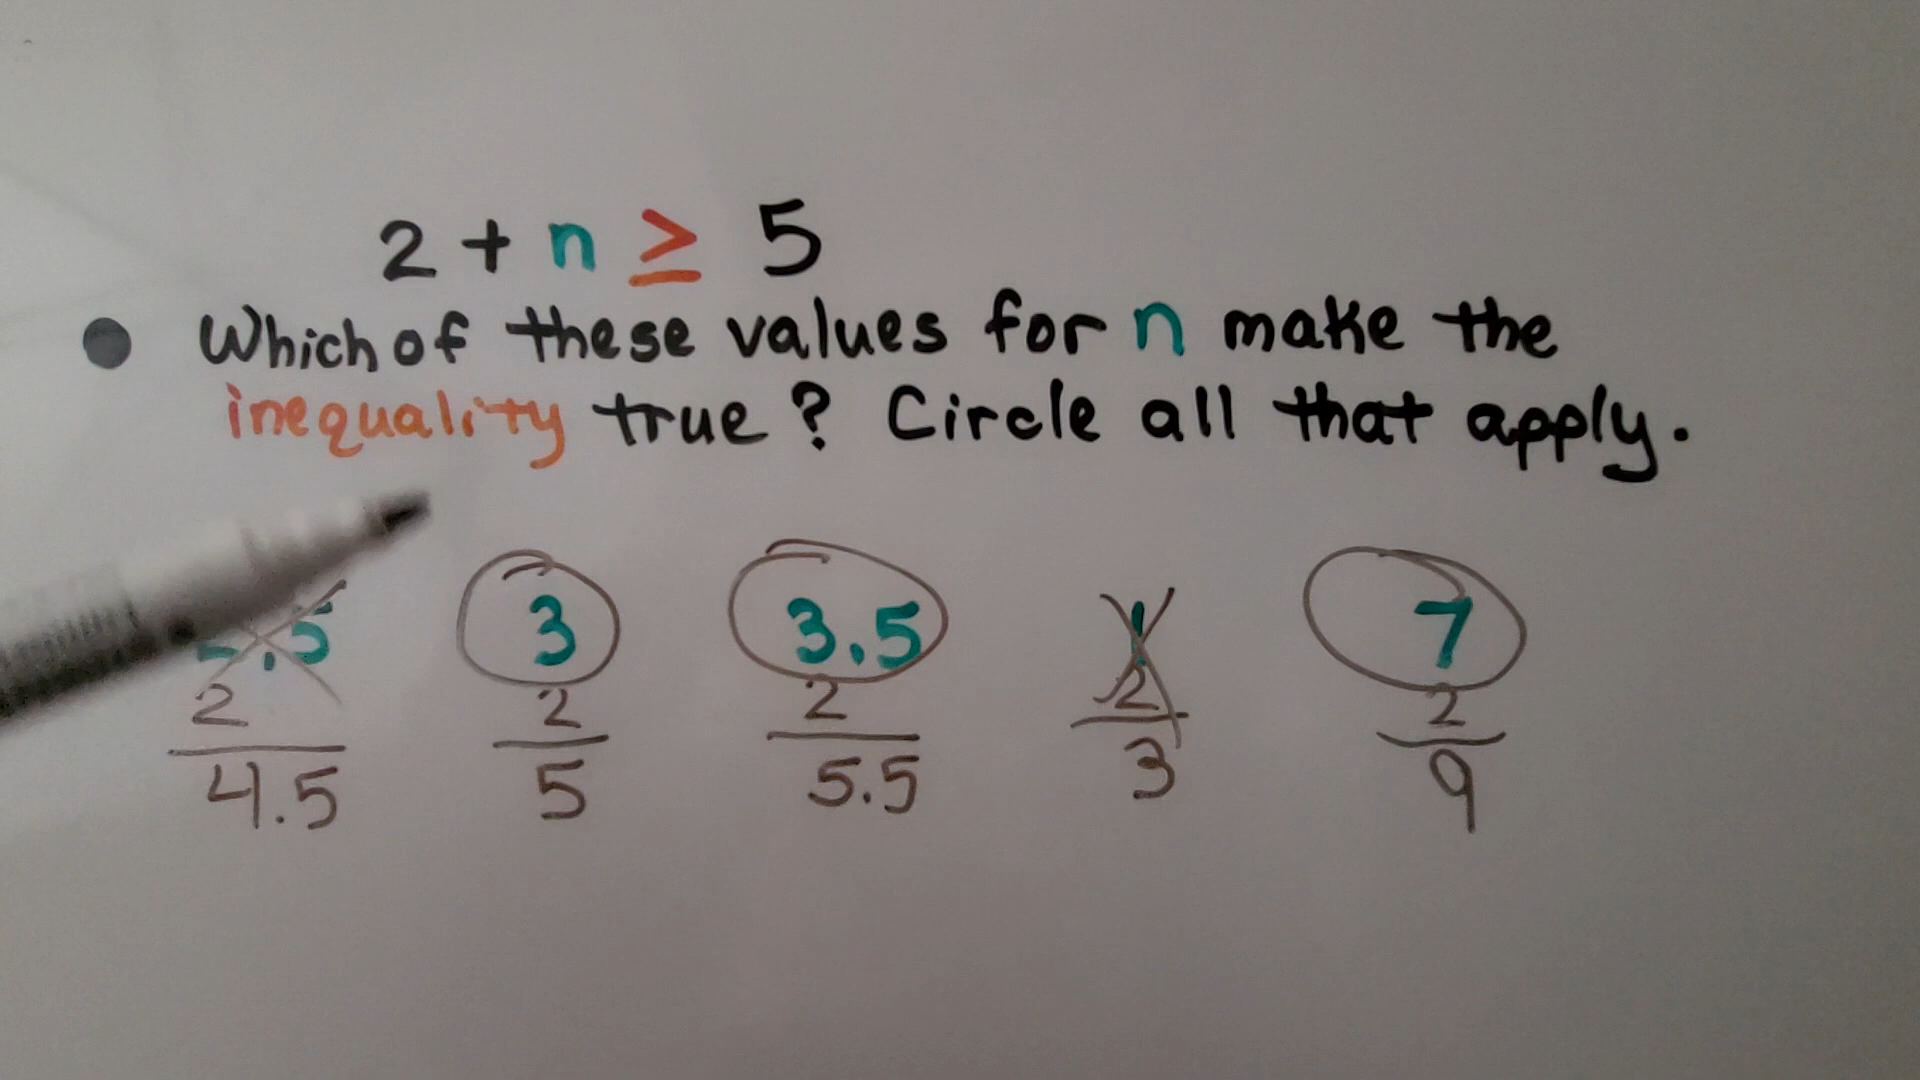 2 + n ≥ 5
Which of these values for n make the
inequality true? Circle all that apply.
3 3.5 1 7
2 2 2 2 2
4.5 5 5.5 3 9